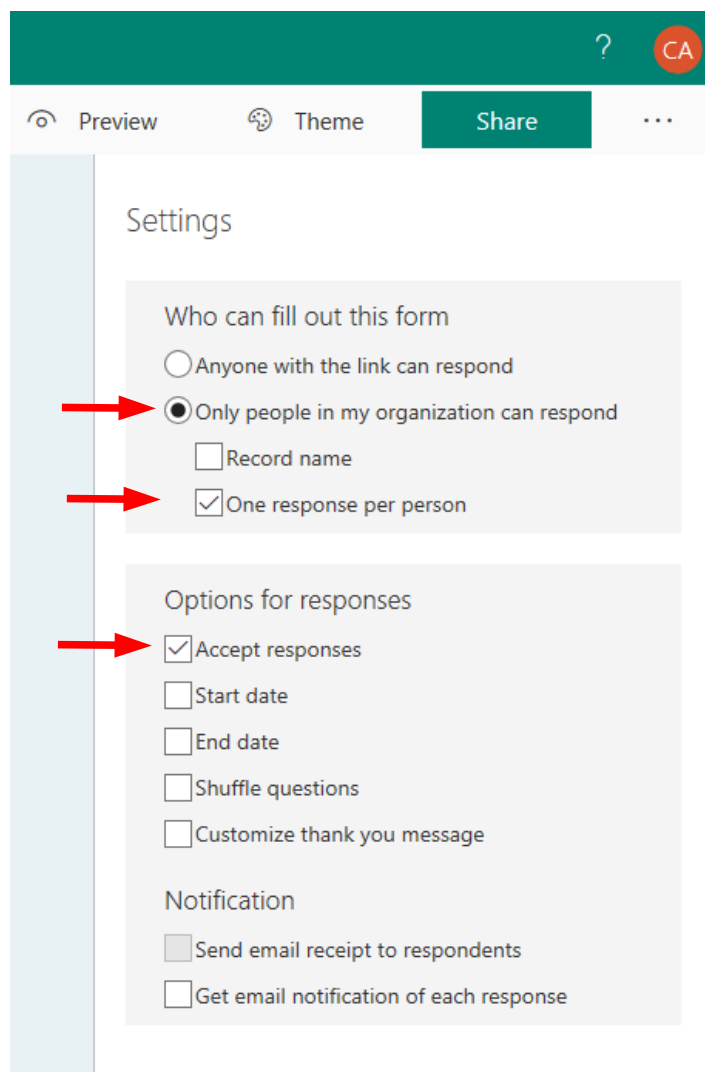 ?
CA
Preview
Theme
Share
...
Settings
Who can fill out this form
Anyone with the link can respond
Only people in my organization can respond
Record name
One response per person
Options for responses
Accept responses
Start date
End date
Shuffle questions
Customize thank you message
Notification
Send email receipt to respondents
Get email notification of each response